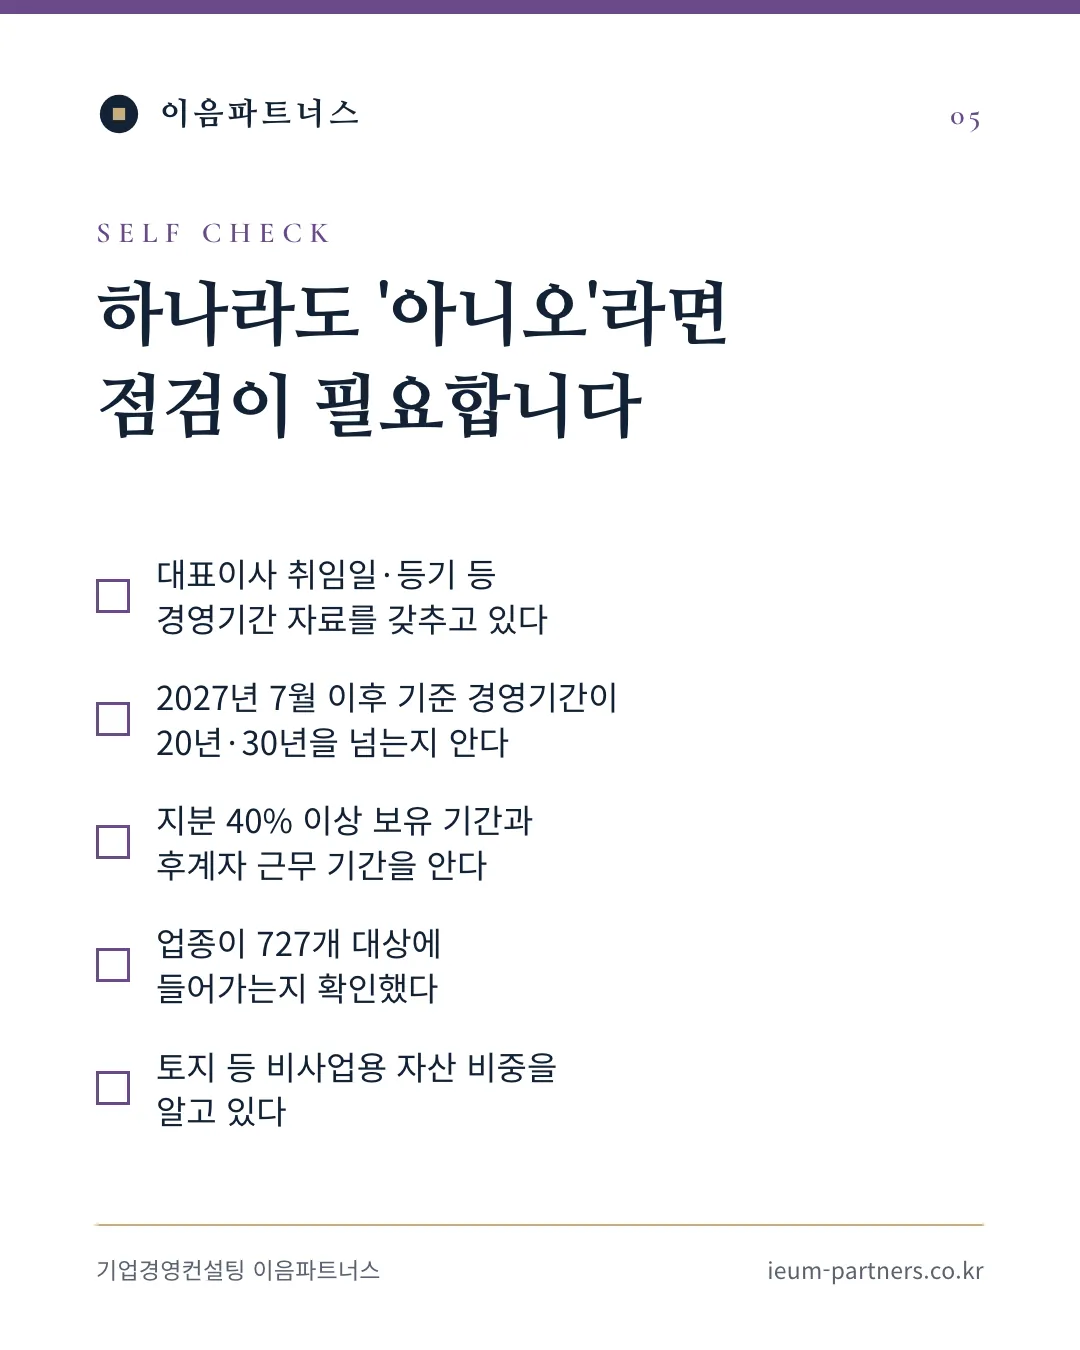 이음파트너스
05
SELF CHECK
하나라도 '아니오'라면
점검이 필요합니다
대표이사 취임일·등기 등
경영기간 자료를 갖추고 있다
2027년 7월 이후 기준 경영기간이
20년·30년을 넘는지 안다
지분 40% 이상 보유 기간과
후계자 근무 기간을 안다
업종이 727개 대상에
들어가는지 확인했다
토지 등 비사업용 자산 비중을
알고 있다
기업경영컨설팅 이음파트너스
ieum-partners.co.kr